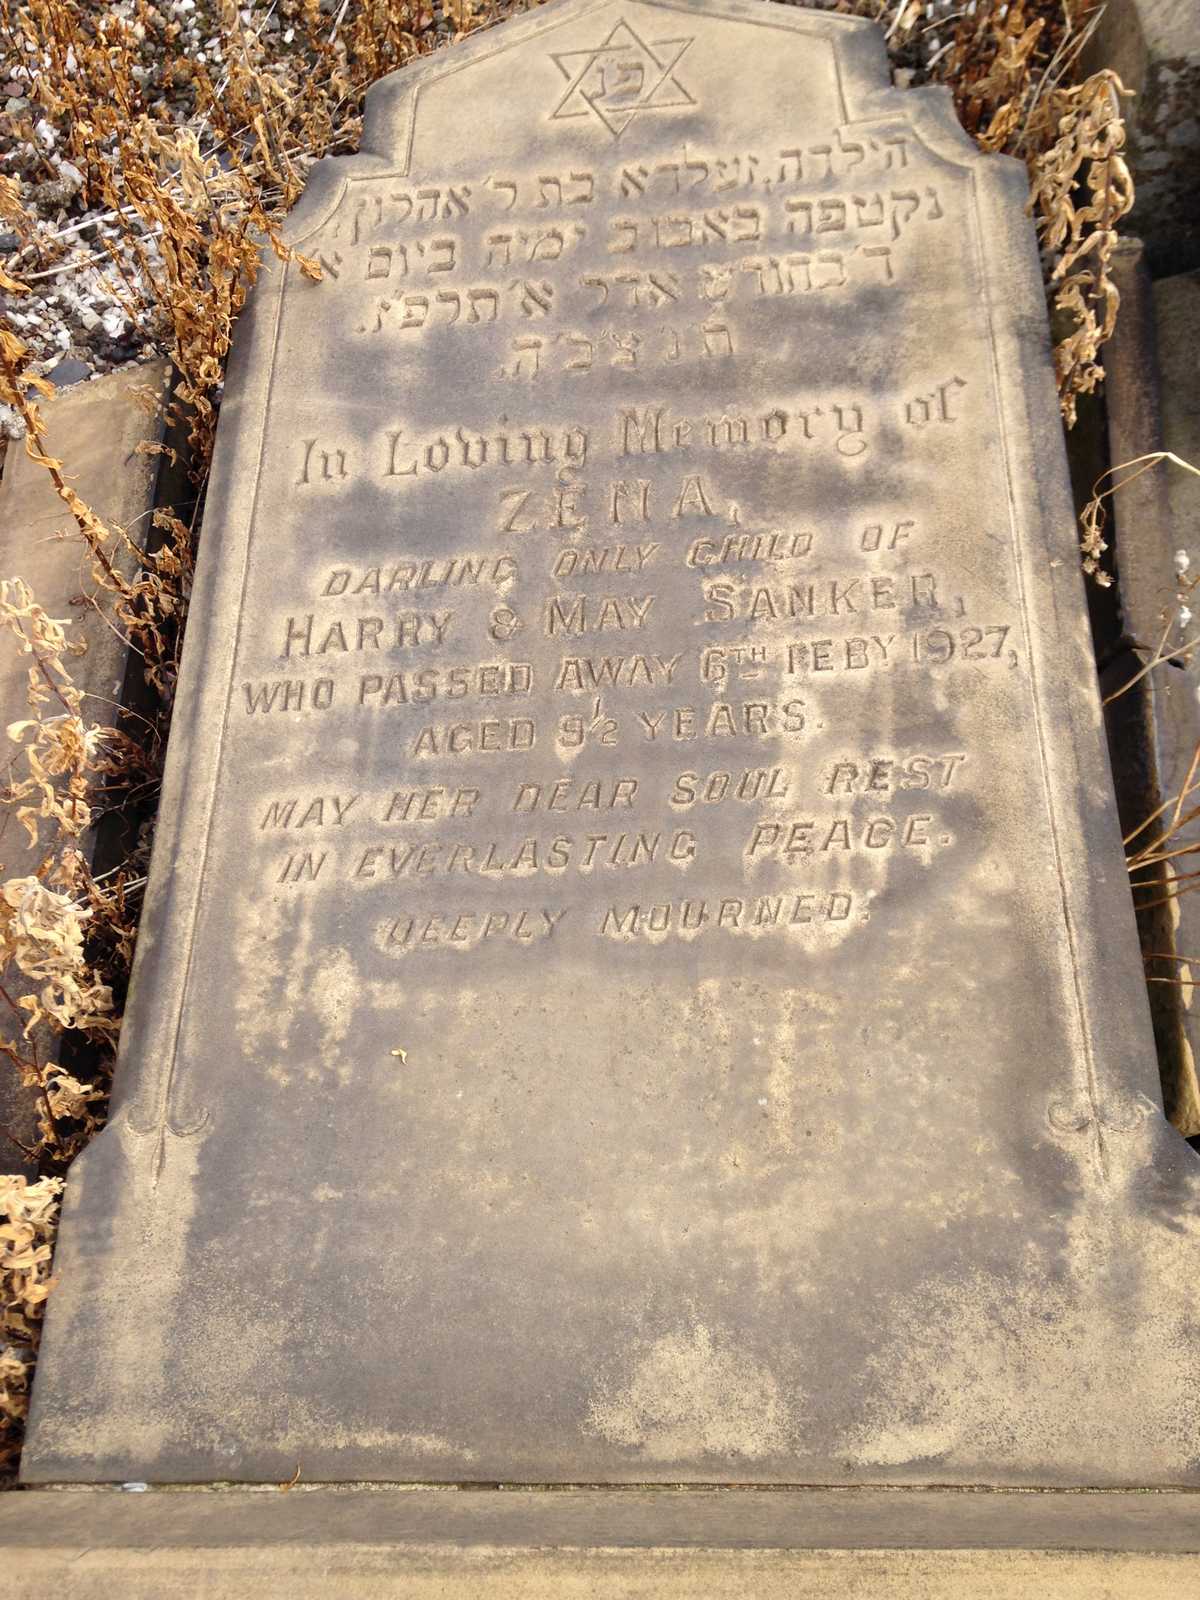 פ״נ
הילדה זעלדא בת ר׳ אהרון
נקטפה באבוב ימיה ביום א׳
ד׳ בחודש אדר א׳ תרפ״ז.
ת׳נ׳צ׳ב׳ה׳.
In Loving Memory of
ZENA,
DARLING ONLY CHILD OF
HARRY & MAY SANKER,
WHO PASSED AWAY 6TH FEBY 1927,
AGED 9½ YEARS.
MAY HER DEAR SOUL REST
IN EVERLASTING PEACE.
DEEPLY MOURNED.